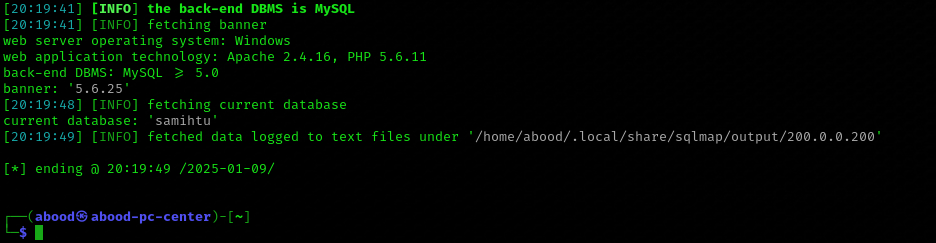 [20:19:41] [INFO] the back-end DBMS is MySQL
[20:19:41] [INFO] fetching banner
web server operating system: Windows
web application technology: Apache 2.4.16, PHP 5.6.11
back-end DBMS: MySQL ≥ 5.0
banner: '5.6.25'
[20:19:48] [INFO] fetching current database
current database: 'samihtu'
[20:19:49] [INFO] fetched data logged to text files under '/home/abood/.local/share/sqlmap/output/200.0.0.200'
[*] ending @ 20:19:49 /2025-01-09/
┌──(abood㉿abood-pc-center)-[~]
└─$